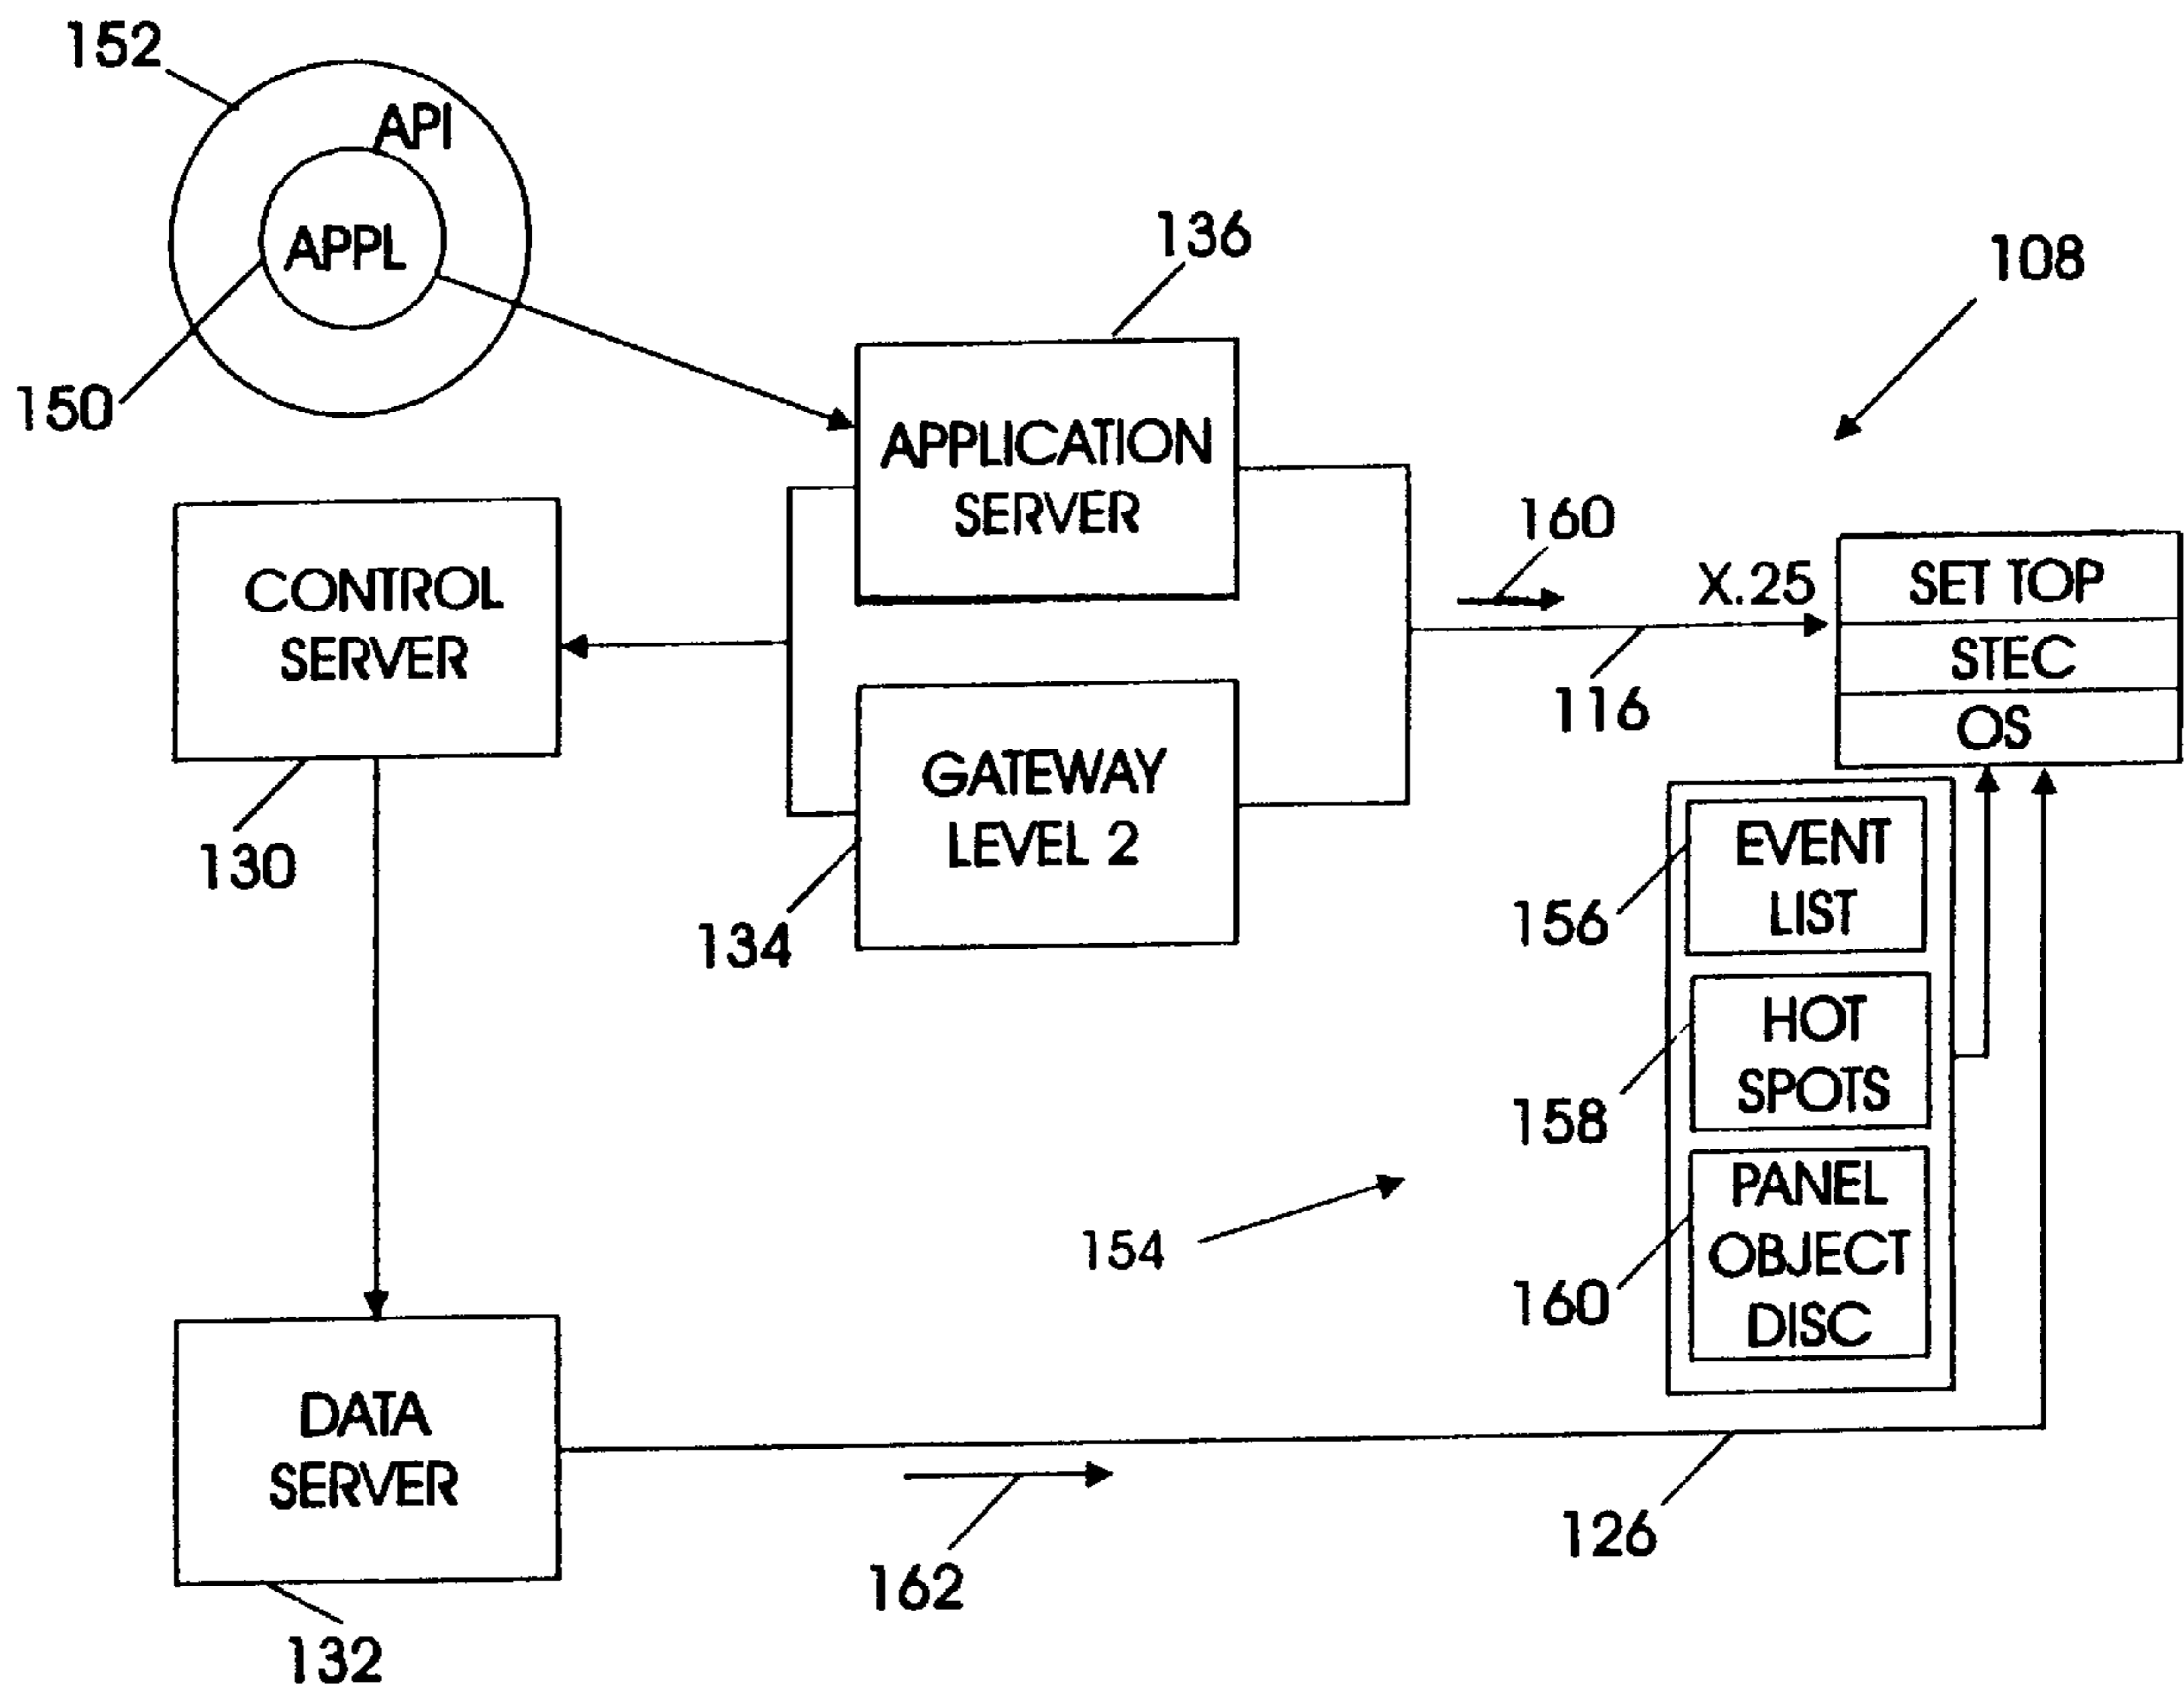 152
API
APPL
150
136
108
APPLICATION
SERVER
160
X.25
SET TOP
STEC
OS
116
CONTROL
SERVER
130
GATEWAY
LEVEL 2
134
EVENT
LIST
156
HOT
SPOTS
158
PANEL
OBJECT
DISC
160
154
DATA
SERVER
132
162
126